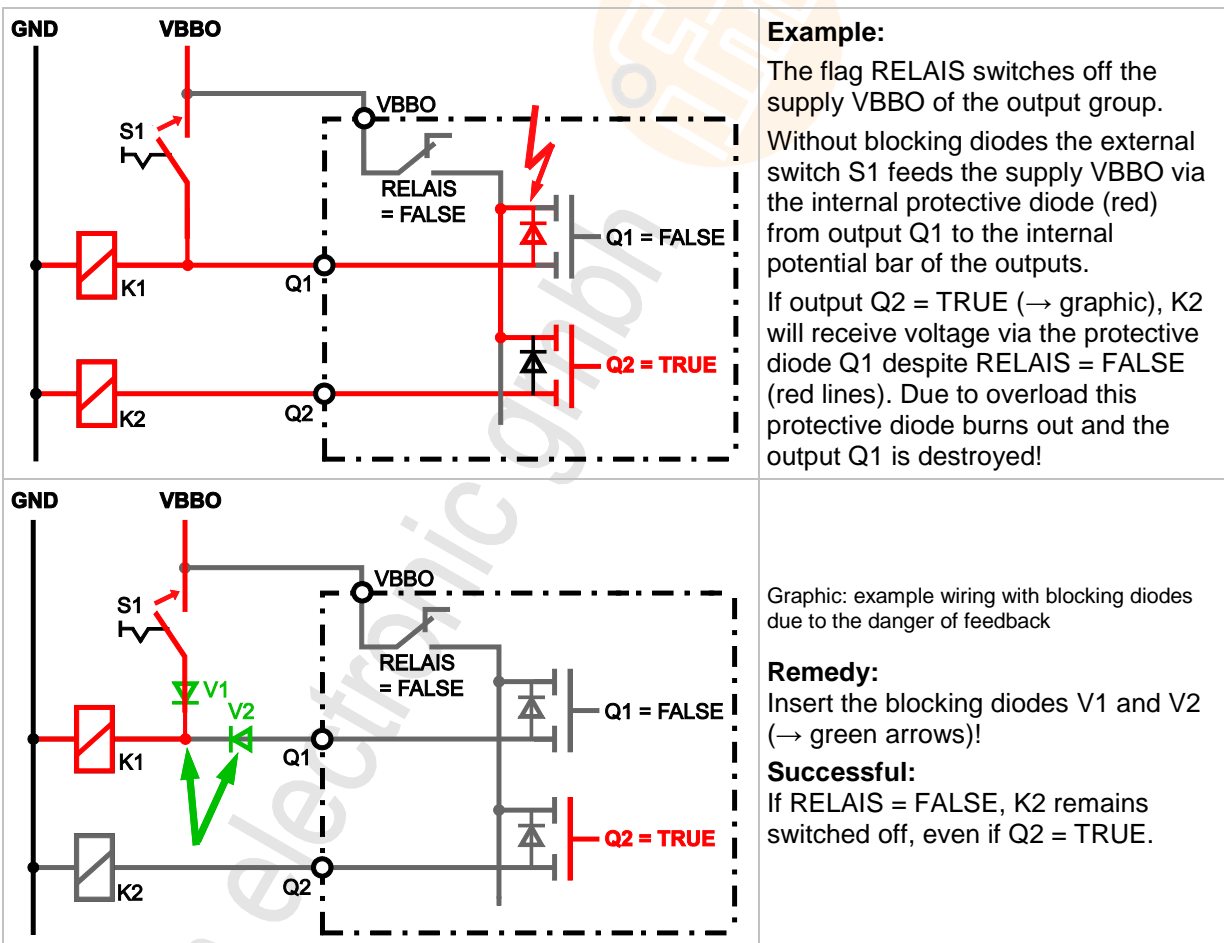 GND
VBBO
S1
VBBO
RELAIS
= FALSE
Q1 = FALSE
K1
Q1
Q2 = TRUE
K2
Q2
Example:
The flag RELAIS switches off the
supply VBBO of the output group.
Without blocking diodes the external
switch S1 feeds the supply VBBO via
the internal protective diode (red)
from output Q1 to the internal
potential bar of the outputs.
If output Q2 = TRUE (→ graphic), K2
will receive voltage via the protective
diode Q1 despite RELAIS = FALSE
(red lines). Due to overload this
protective diode burns out and the
output Q1 is destroyed!
GND
VBBO
S1
VBBO
RELAIS
= FALSE
V1
V2
Q1 = FALSE
K1
Q1
Q2 = TRUE
K2
Q2
Graphic: example wiring with blocking diodes
due to the danger of feedback
Remedy:
Insert the blocking diodes V1 and V2
(→ green arrows)!
Successful:
If RELAIS = FALSE, K2 remains
switched off, even if Q2 = TRUE.
electronic gmbh